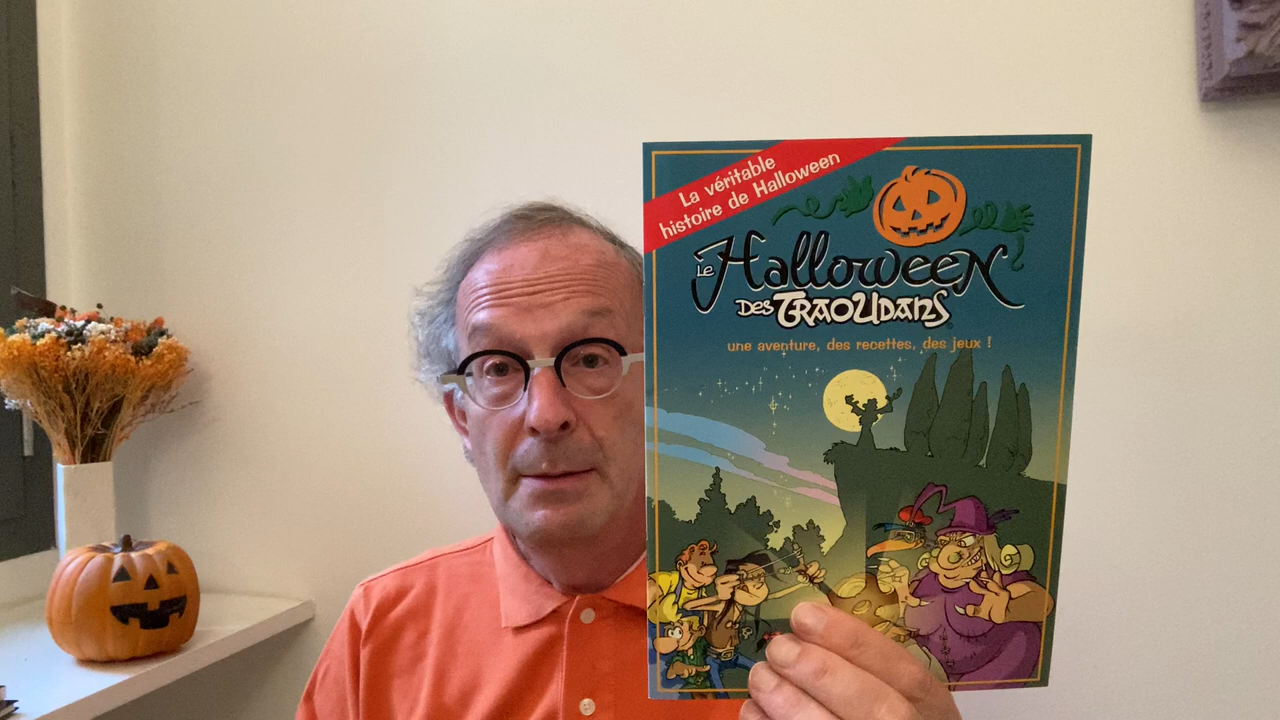 La véritable
histoire de Halloween
Le Halloween
Des TRAOUDANS
une aventure, des recettes, des jeux !